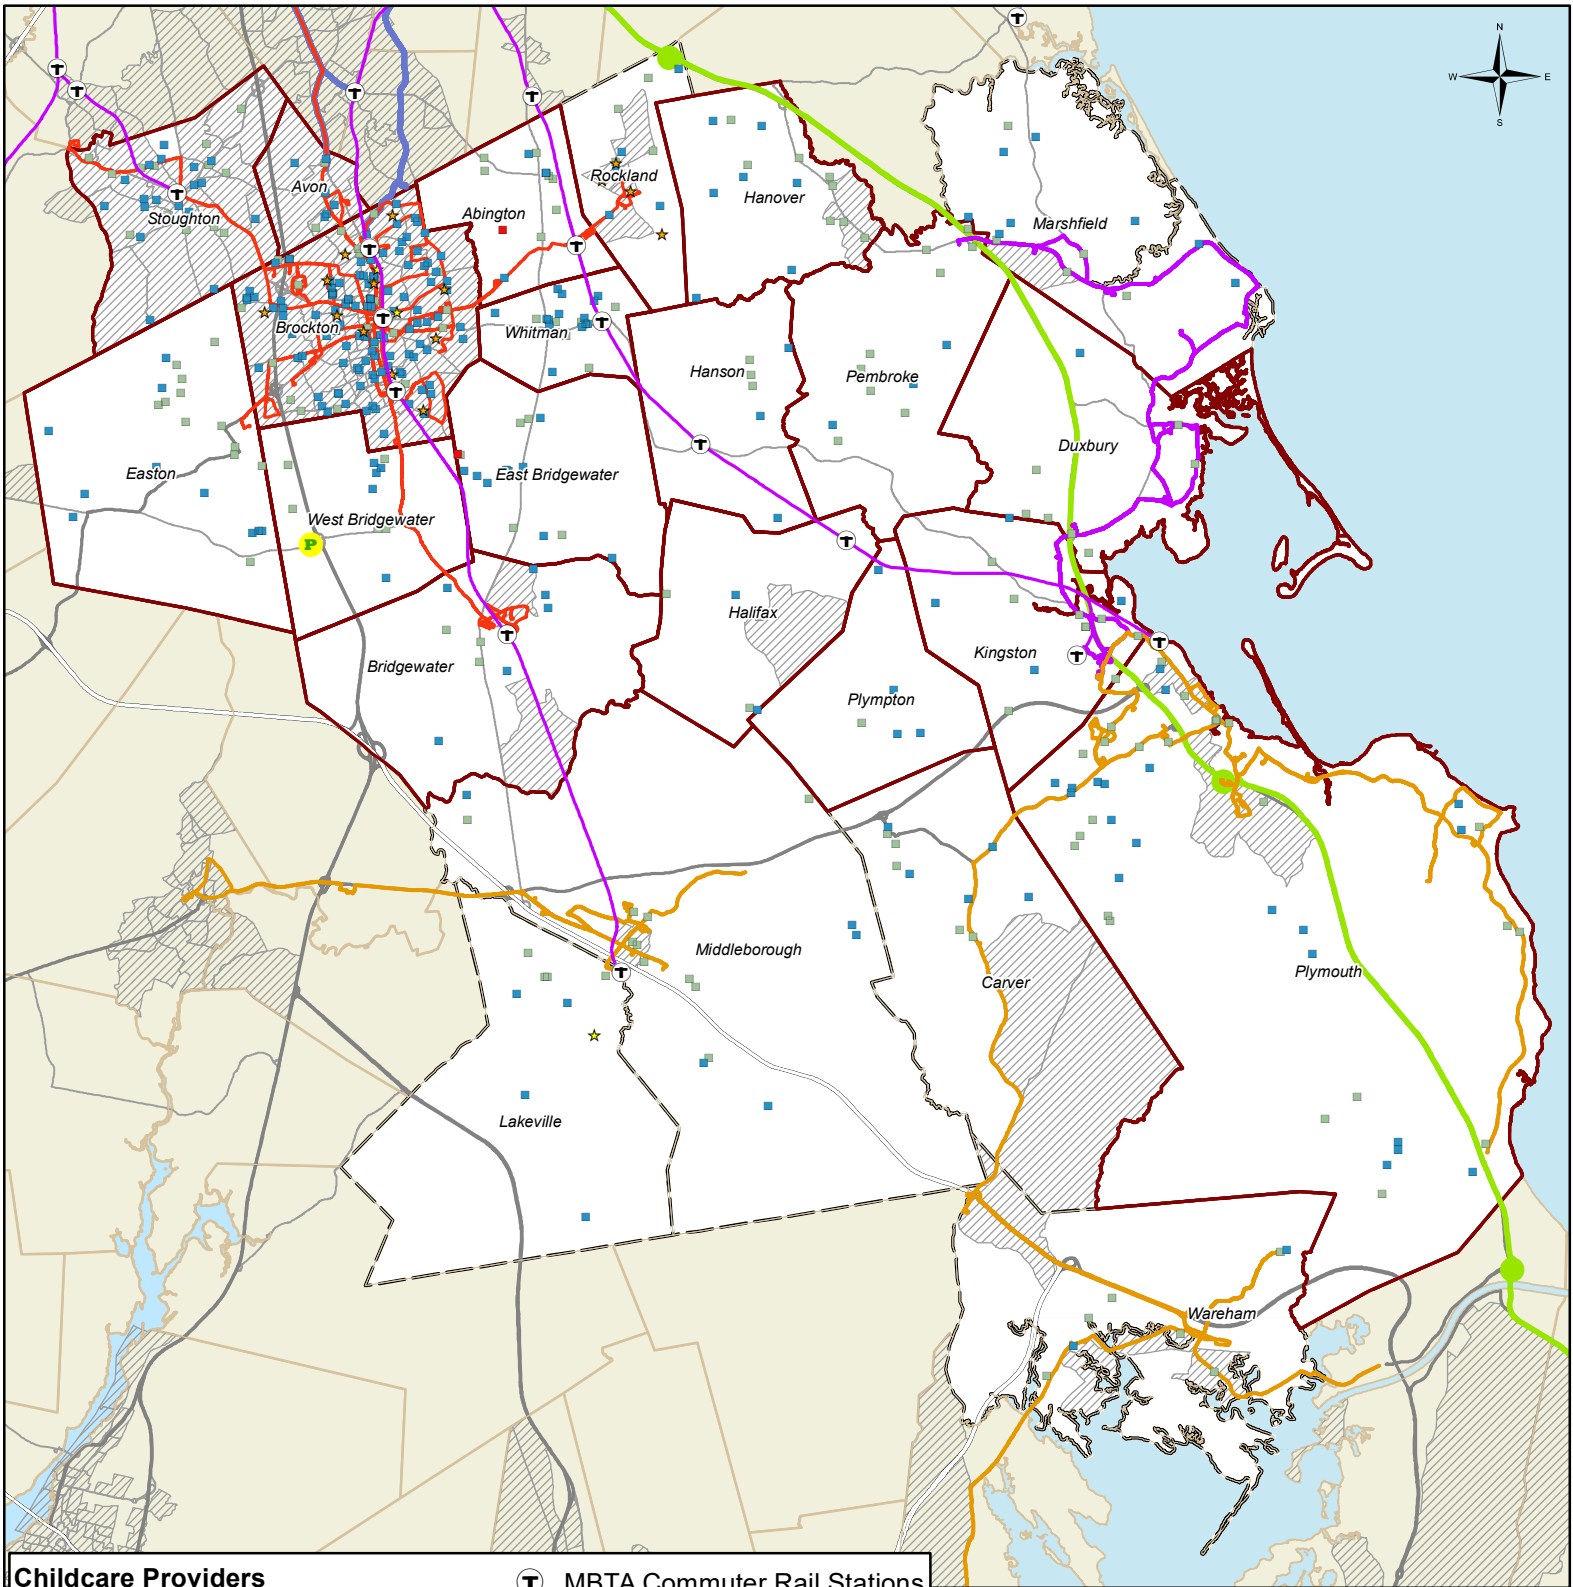 N
W E
S
Stoughton
Avon
Abington
Rockland
Hanover
Marshfield
Brockton
Whitman
Hanson
Pembroke
Duxbury
Easton
East Bridgewater
West Bridgewater
P
Halifax
Kingston
Bridgewater
Plympton
Middleborough
Carver
Plymouth
Lakeville
Wareham
Childcare Providers
T MBTA Commuter Rail Stations